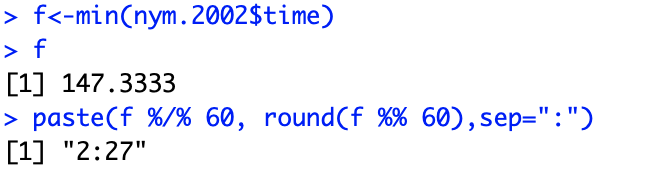 > f<-min(nym.2002$time)
> f
[1] 147.3333
> paste(f %/% 60, round(f %% 60),sep=":")
[1] "2:27"